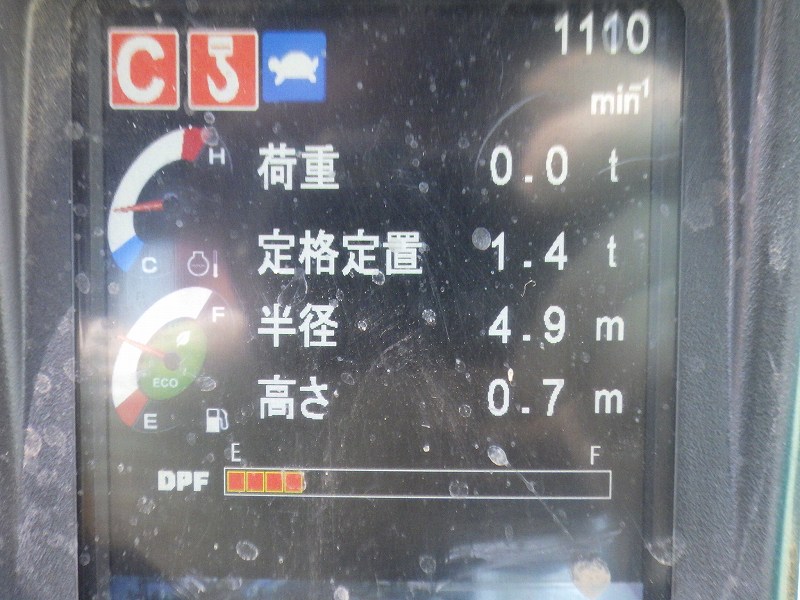 C 1110
min-1
H
荷重 0.0 t
C
定格定置 1.4 t
F
半径 4.9 m
ECO
高さ 0.7 m
E
E F
DPF